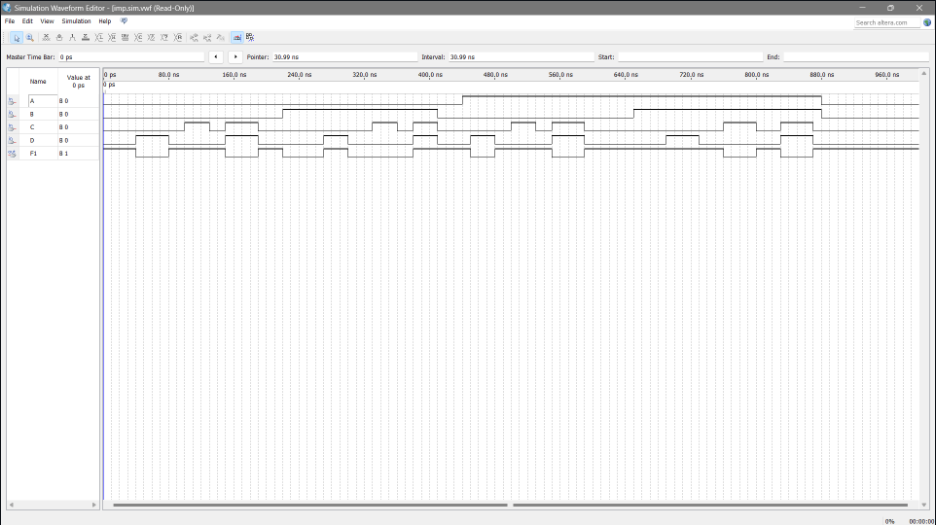 Simulation Waveform Editor - [imp.sim.vwf (Read-Only)]
File Edit View Simulation Help
Search altera.com
Master Time Bar: 0 ps Pointer: 30.99 ns Interval: 30.99 ns Start: End:
Name Value at 0 ps
0 ps 80.0 ns 160.0 ns 240.0 ns 320.0 ns 400.0 ns 480.0 ns 560.0 ns 640.0 ns 720.0 ns 800.0 ns 880.0 ns 960.0 ns
0 ps
A B 0
B B 0
C B 0
D B 0
F1 B 1
0% 00:00:00